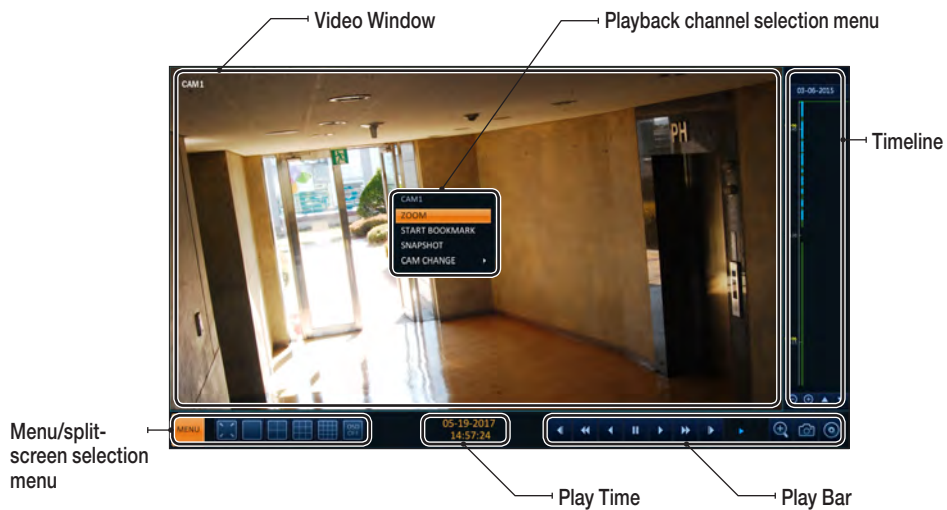 Video Window
Playback channel selection menu
CAM1
03-06-2015
Timeline
PH
CAM1
ZOOM
START BOOKMARK
SNAPSHOT
CAM CHANGE
Menu/split-
screen selection
menu
MENU
05-19-2017
14:57:24
Play Time
Play Bar